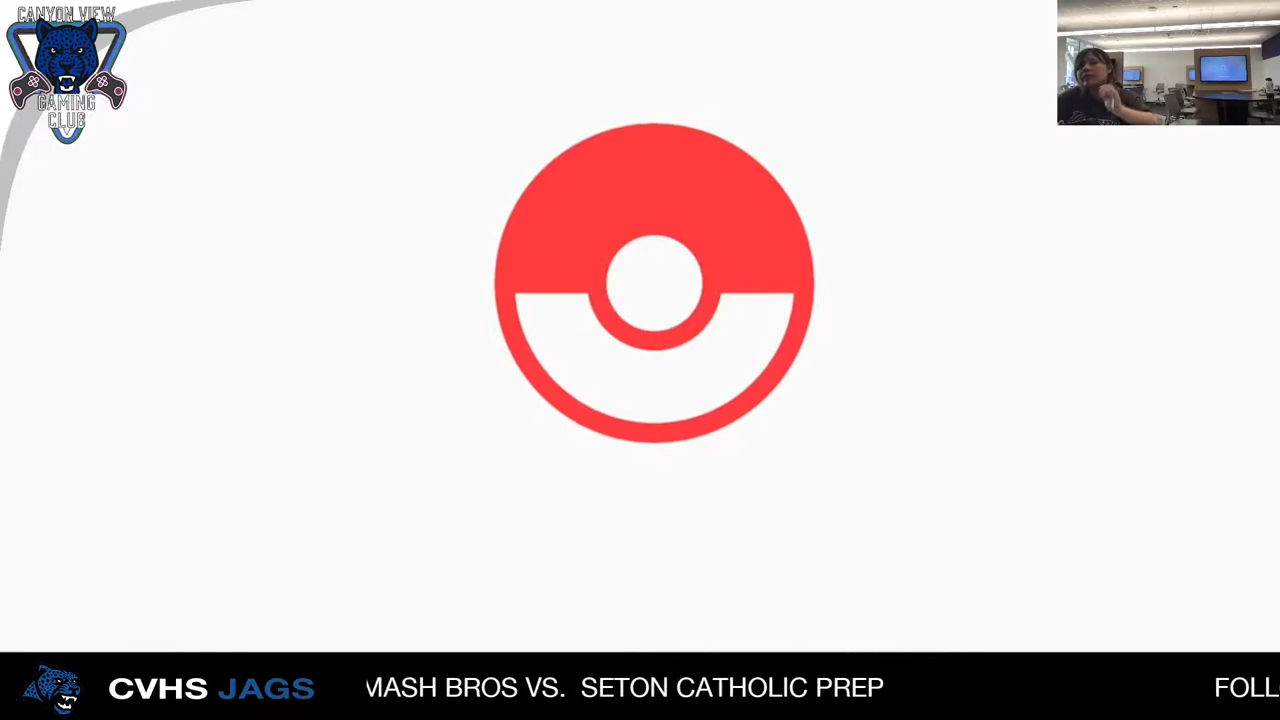 CANYON VIEW
GAMING
CLUB
CVHS JAGS
MASH BROS VS. SETON CATHOLIC PREP
FOLL